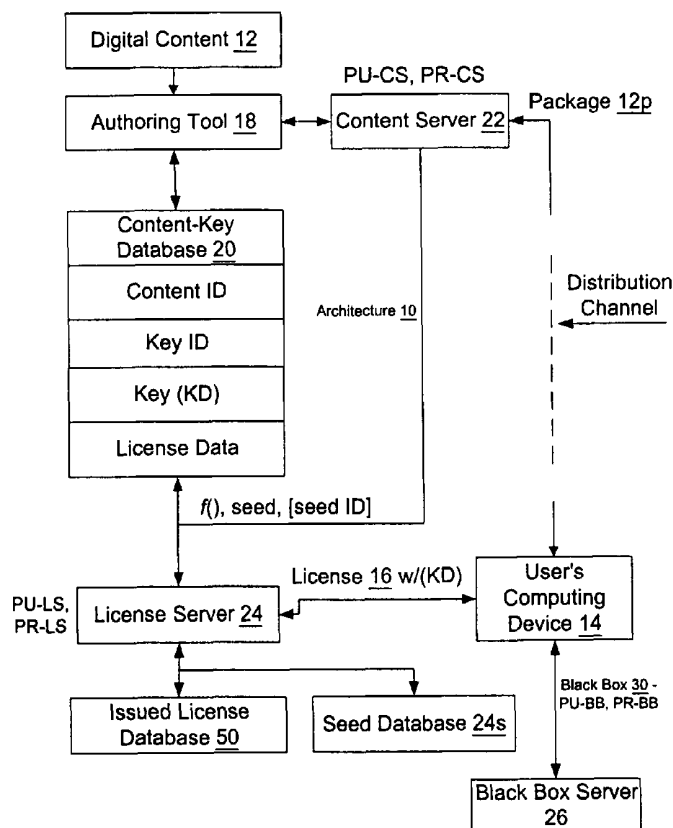 Digital Content 12
PU-CS, PR-CS
Package 12p
Authoring Tool 18
Content Server 22
Content-Key
Database 20
Content ID
Key ID
Key (KD)
License Data
Architecture 10
Distribution
Channel
f(), seed, [seed ID]
License 16 w/(KD)
PU-LS,
PR-LS
License Server 24
User's
Computing
Device 14
Issued License
Database 50
Seed Database 24s
Black Box 30 -
PU-BB, PR-BB
Black Box Server
26